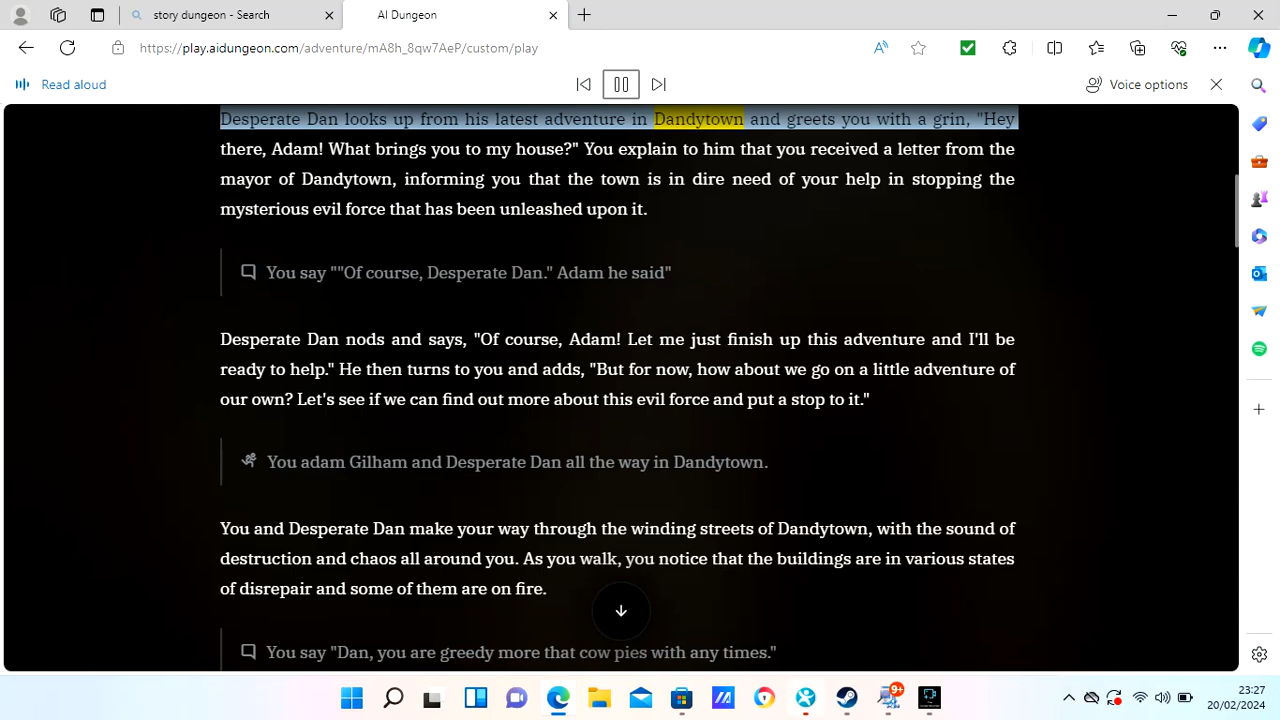 story dungeon - Search
AI Dungeon
https://play.aidungeon.com/adventure/mA8h_8qw7AeP/custom/play
Read aloud
Voice options
Desperate Dan looks up from his latest adventure in Dandytown and greets you with a grin, "Hey
there, Adam! What brings you to my house?" You explain to him that you received a letter from the
mayor of Dandytown, informing you that the town is in dire need of your help in stopping the
mysterious evil force that has been unleashed upon it.
You say ""Of course, Desperate Dan." Adam he said"
Desperate Dan nods and says, "Of course, Adam! Let me just finish up this adventure and I'll be
ready to help." He then turns to you and adds, "But for now, how about we go on a little adventure of
our own? Let's see if we can find out more about this evil force and put a stop to it."
You adam Gilham and Desperate Dan all the way in Dandytown.
You and Desperate Dan make your way through the winding streets of Dandytown, with the sound of
destruction and chaos all around you. As you walk, you notice that the buildings are in various states
of disrepair and some of them are on fire.
You say "Dan, you are greedy more that cow pies with any times."
9+
23:27
20/02/2024